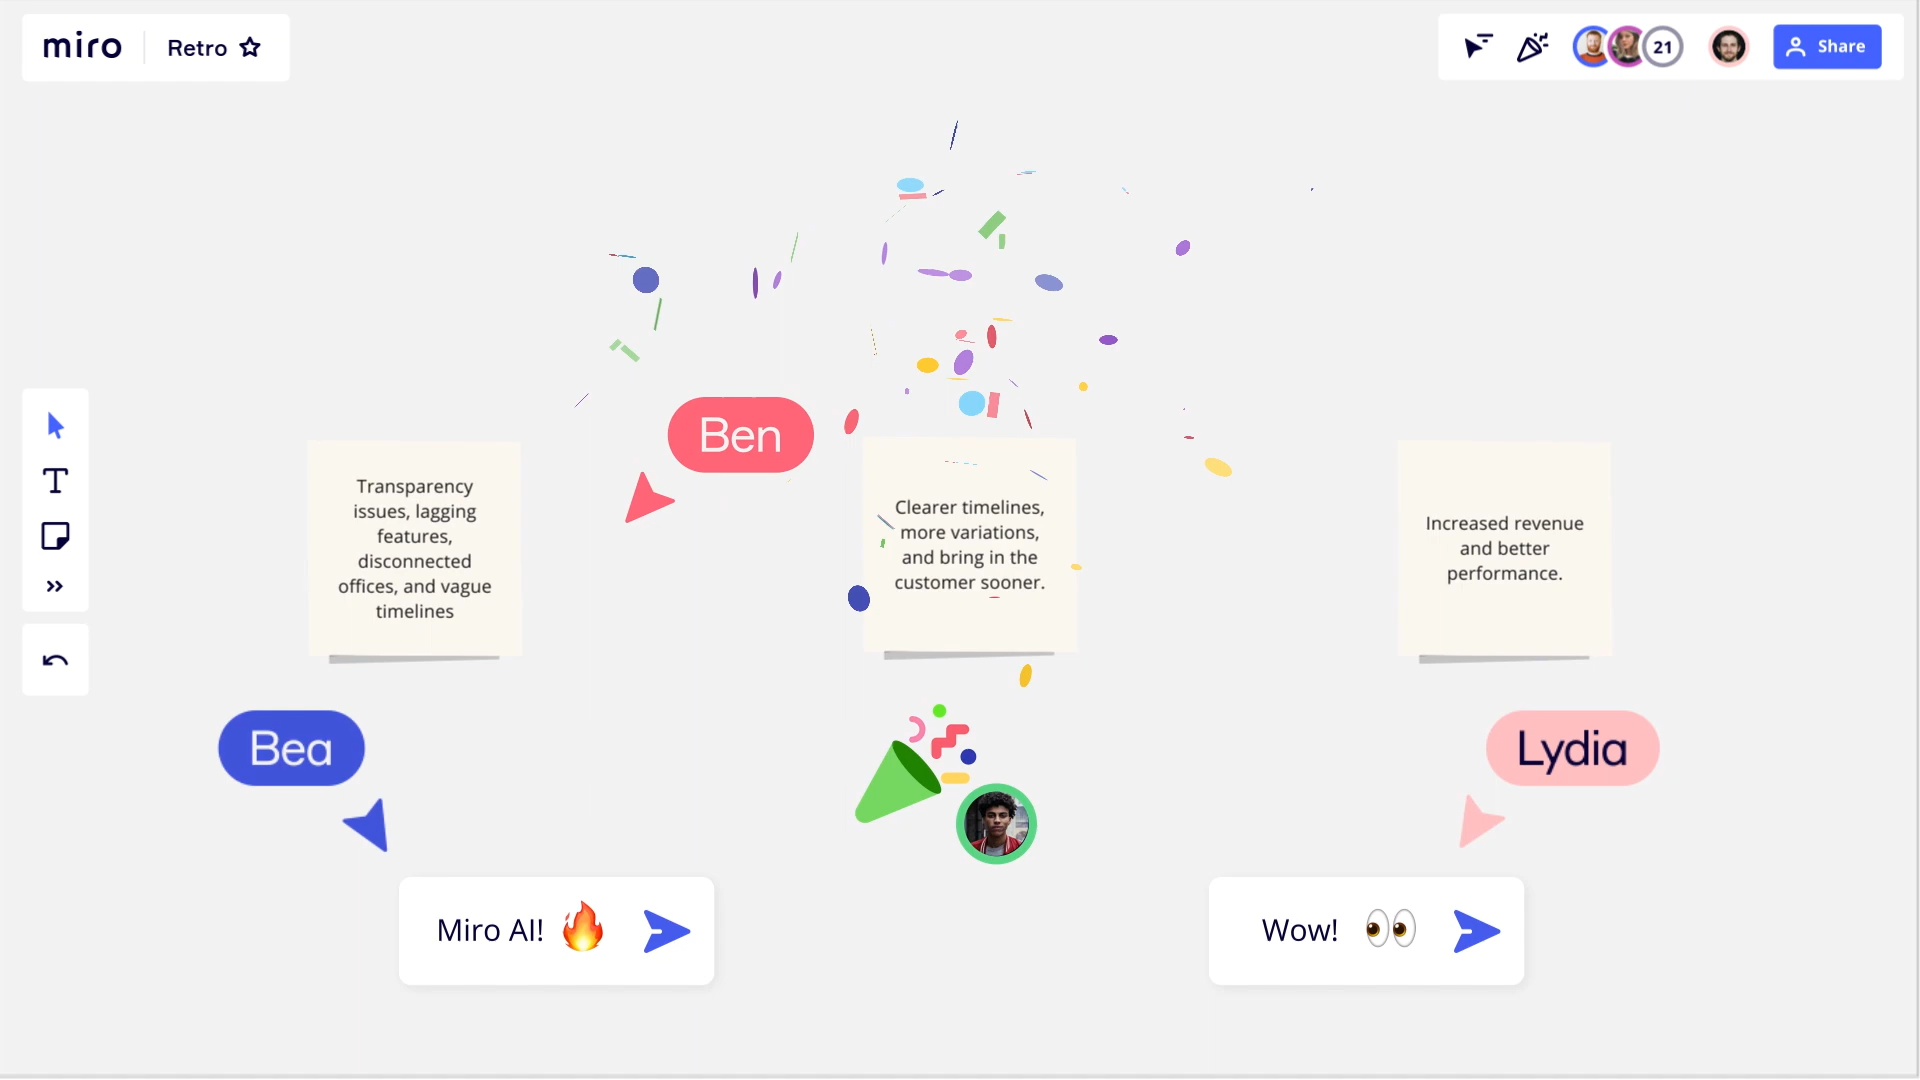 miro
Retro
21
Share
Ben
Transparency
issues, lagging
features,
disconnected
offices, and vague
timelines
Clearer timelines,
more variations,
and bring in the
customer sooner.
Increased revenue
and better
performance.
T
Bea
Lydia
Miro AI!
Wow!